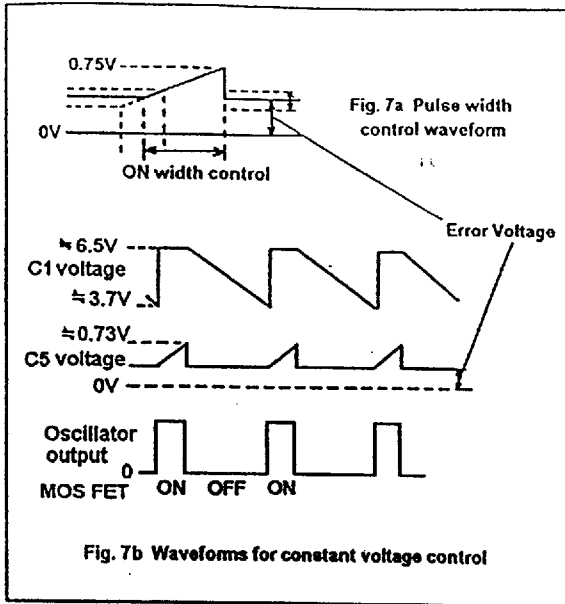 0.75V
0V
ON width control
Fig. 7a Pulse width
control waveform
Error Voltage
≒6.5V
C1 voltage
≒3.7V
≒0.73V
C5 voltage
0V
Oscillator
output
0
MOS FET ON OFF ON
Fig. 7b Waveforms for constant voltage control